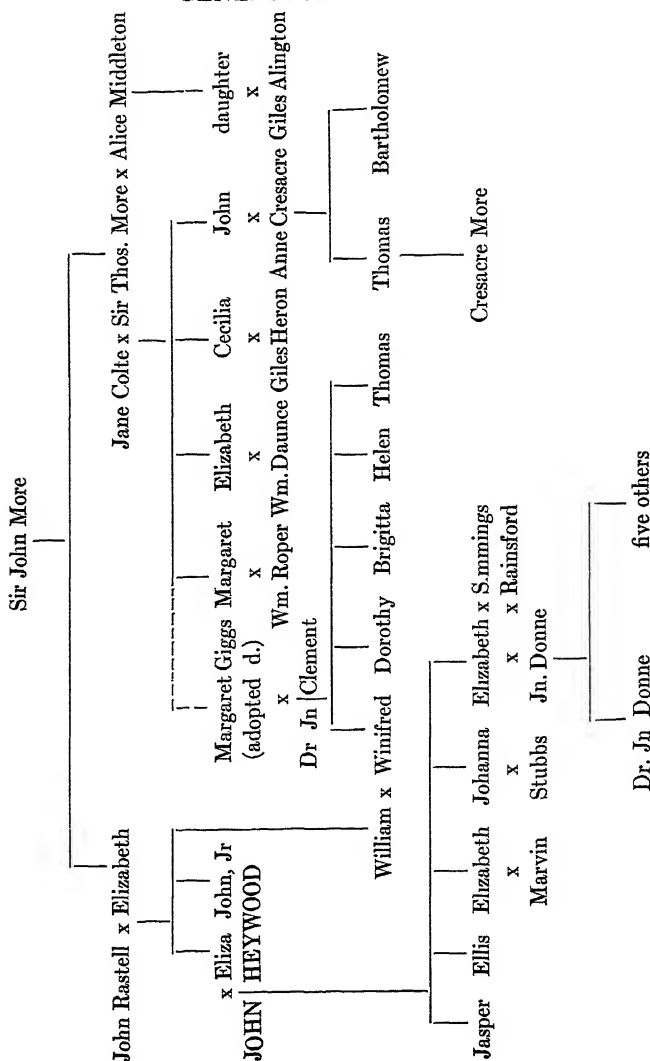 Sir John More
John Rastell x Elizabeth
Jane Colte x Sir Thos. More x Alice Middleton
x Eliza John, Jr
JOHN HEYWOOD
Margaret Giggs Margaret Elizabeth Cecilia John daughter
(adopted d.) x x x x x
x Wm. Roper Wm. Daunce Giles Heron Anne Cresacre Giles Alington
Dr Jn Clement
William x Winifred Dorothy Brigitta Helen Thomas Thomas Bartholomew
Cresacre More
Jasper Ellis Elizabeth Johanna Elizabeth x S.mmings
x x x x Rainsford
Marvin Stubbs Jn. Donne
Dr. Jn Donne five others